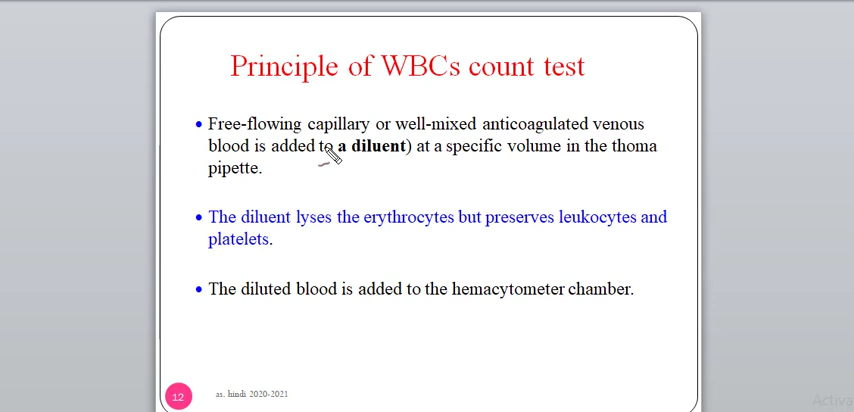 Principle of WBCs count test
• Free-flowing capillary or well-mixed anticoagulated venous
blood is added to a diluent) at a specific volume in the thoma
pipette.
• The diluent lyses the erythrocytes but preserves leukocytes and
platelets.
• The diluted blood is added to the hemacytometer chamber.
12
as. hindi 2020-2021
Activa